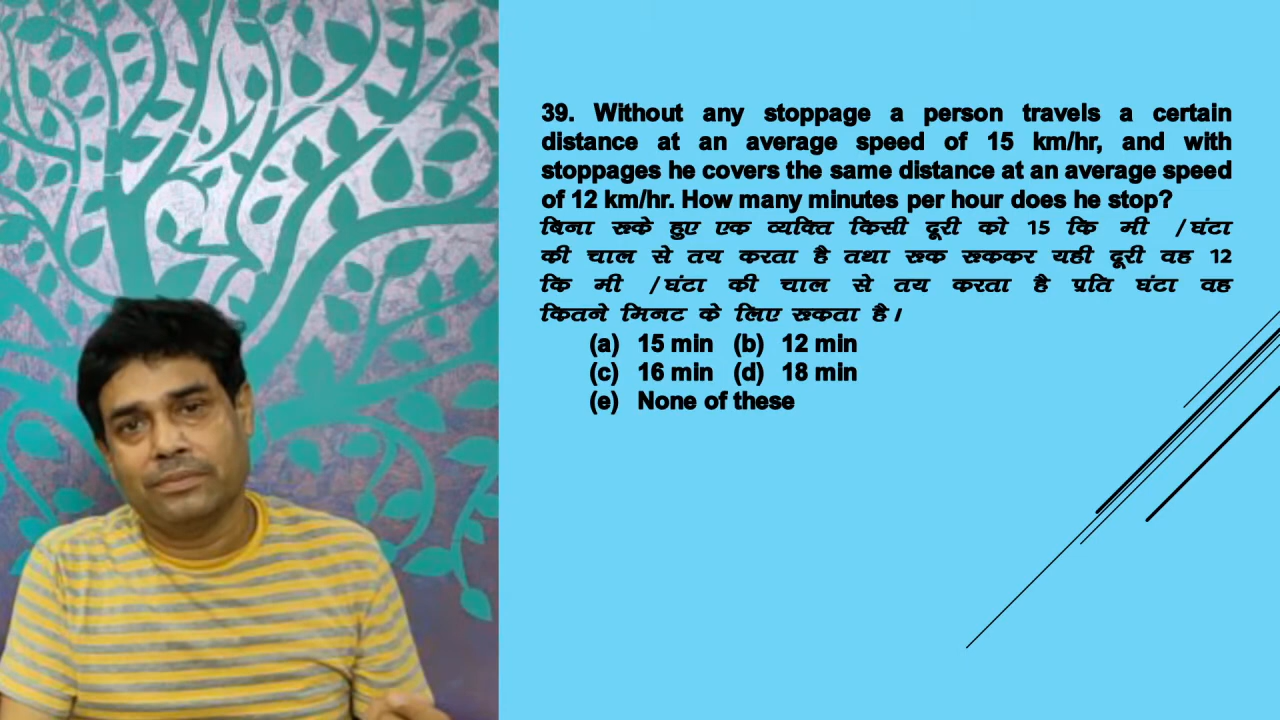 39. Without any stoppage a person travels a certain
distance at an average speed of 15 km/hr, and with
stoppages he covers the same distance at an average speed
of 12 km/hr. How many minutes per hour does he stop?
बिना रुके हुए एक व्यक्ति किसी दूरी को 15 कि मी /घंटा
की चाल से तय करता है तथा रुक रुककर यही दूरी वह 12
कि मी /घंटा की चाल से तय करता है प्रति घंटा वह
कितने मिनट के लिए रुकता है।
(a) 15 min (b) 12 min
(c) 16 min (d) 18 min
(e) None of these